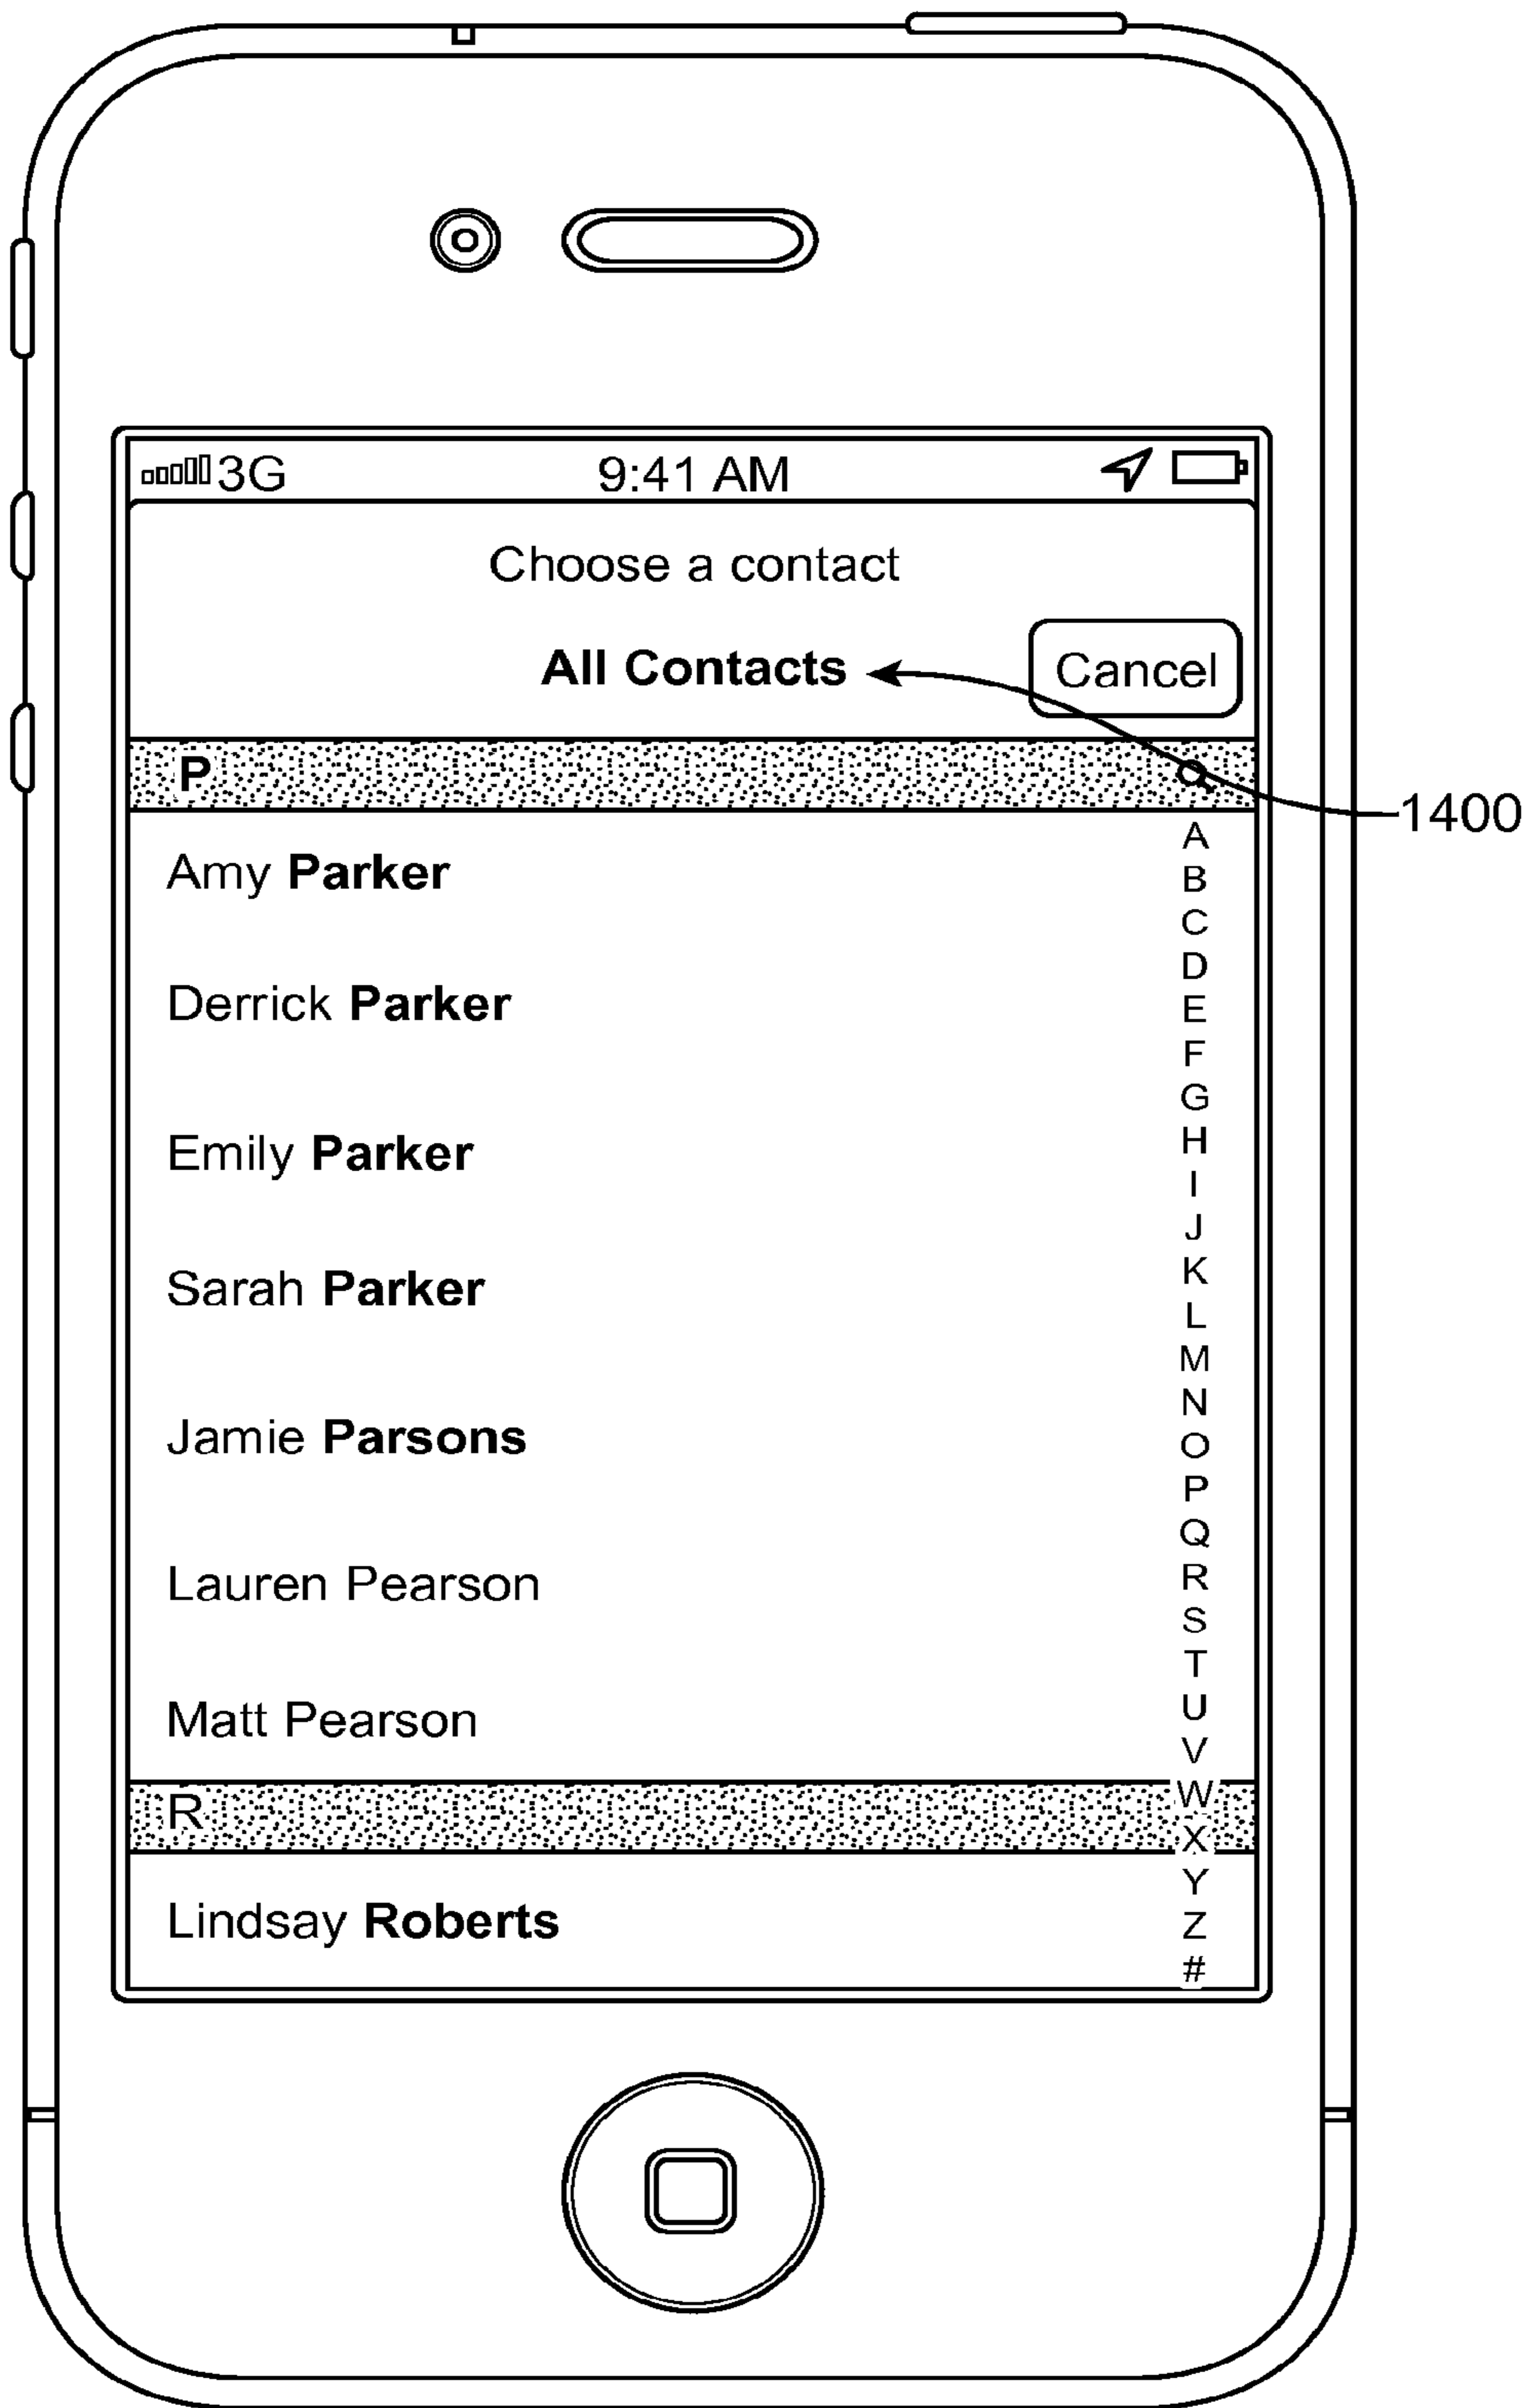 3G 9:41 AM
Choose a contact
All Contacts Cancel
P
1400
A
Amy Parker
B
C
D
Derrick Parker
E
F
G
H
Emily Parker
I
J
K
Sarah Parker
L
M
N
Jamie Parsons
O
P
Q
R
Lauren Pearson
S
T
U
Matt Pearson
V
W
R
X
Y
Lindsay Roberts
Z
#